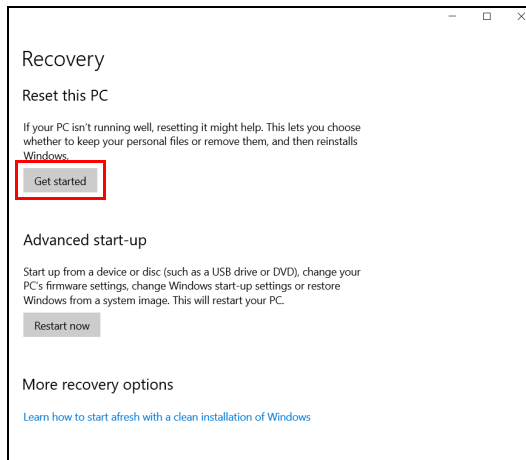 Recovery
Reset this PC
If your PC isn't running well, resetting it might help. This lets you choose
whether to keep your personal files or remove them, and then reinstalls
Windows.
Get started
Advanced start-up
Start up from a device or disc (such as a USB drive or DVD), change your
PC's firmware settings, change Windows start-up settings or restore
Windows from a system image. This will restart your PC.
Restart now
More recovery options
Learn how to start afresh with a clean installation of Windows